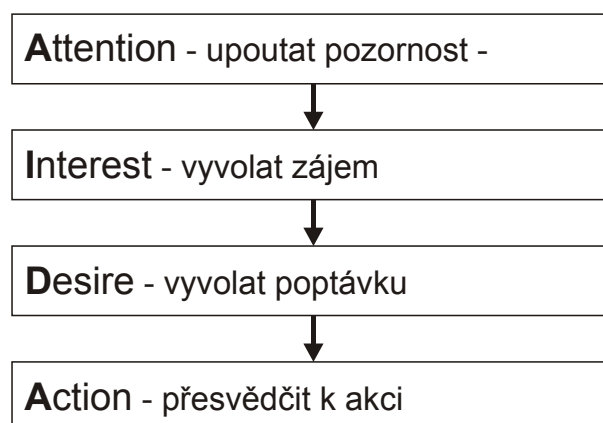 Attention - upoutat pozornost -
Interest - vyvolat zájem
Desire - vyvolat poptávku
Action - přesvědčit k akci